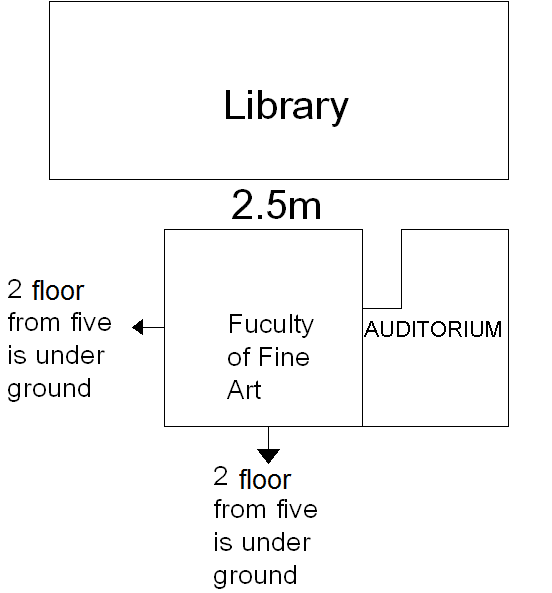 Library
2.5m
2 floor
from five
is under
ground
Fuculty
of Fine
Art
AUDITORIUM
2 floor
from five
is under
ground